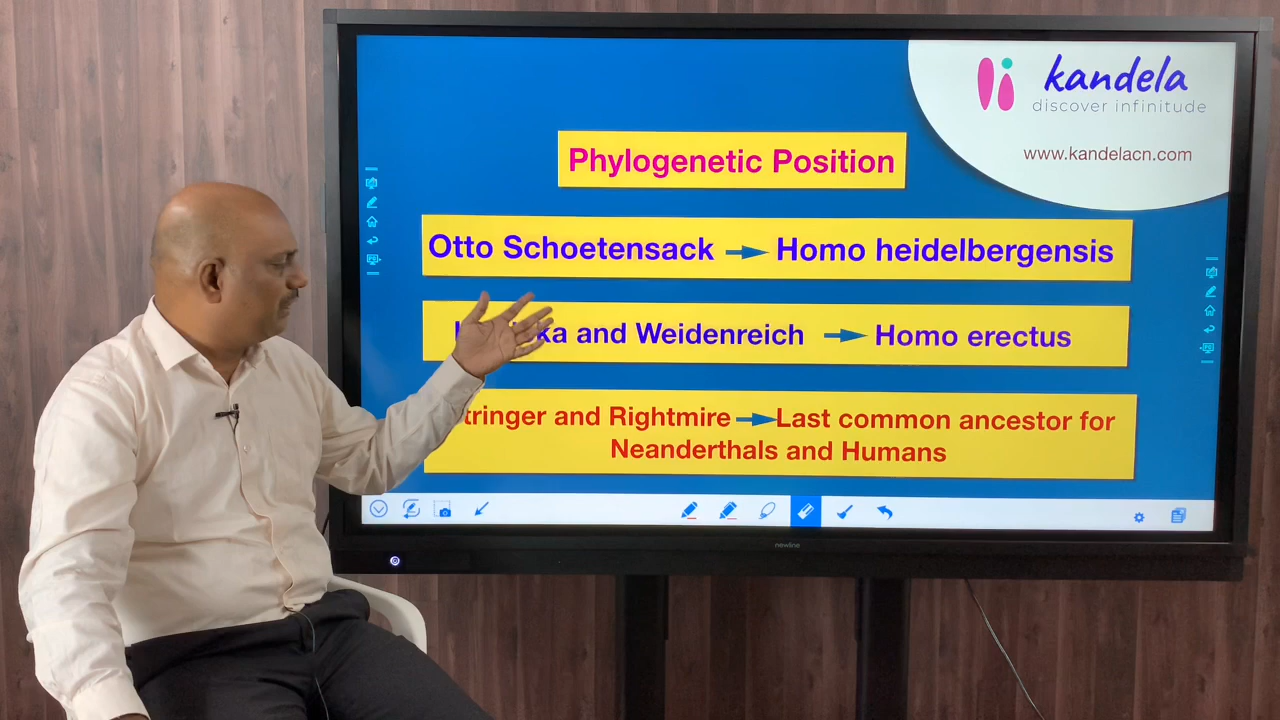 kandela
discover infinitude
www.kandelacn.com
Phylogenetic Position
Otto Schoetensack Homo heidelbergensis
and Weidenreich Homo erectus
and Rightmire Last common ancestor for
Neanderthals and Humans
newline